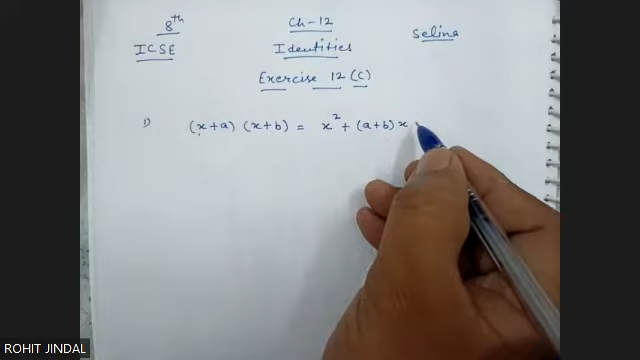 8th Ch-12 Selina
ICSE Identities
Exercise 12 (C)
1) (x+a) (x+b) = x² + (a+b) x
ROHIT JINDAL